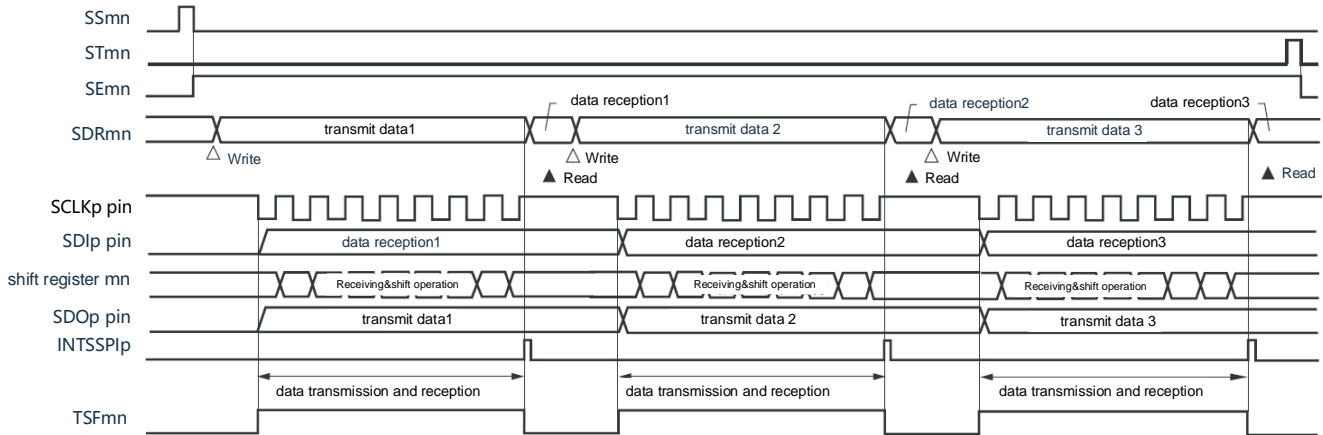 SSmn
STmn
SEmn
data reception1 data reception2 data reception3
SDRmn transmit data1 transmit data 2 transmit data 3
△ Write △ Write △ Write
▲ Read ▲ Read ▲ Read
SCLKp pin
SDIp pin data reception1 data reception2 data reception3
shift register mn Receiving&shift operation Receiving&shift operation Receiving&shift operation
SDOp pin transmit data1 transmit data 2 transmit data 3
INTSSPIp
data transmission and reception data transmission and reception data transmission and reception
TSFmn